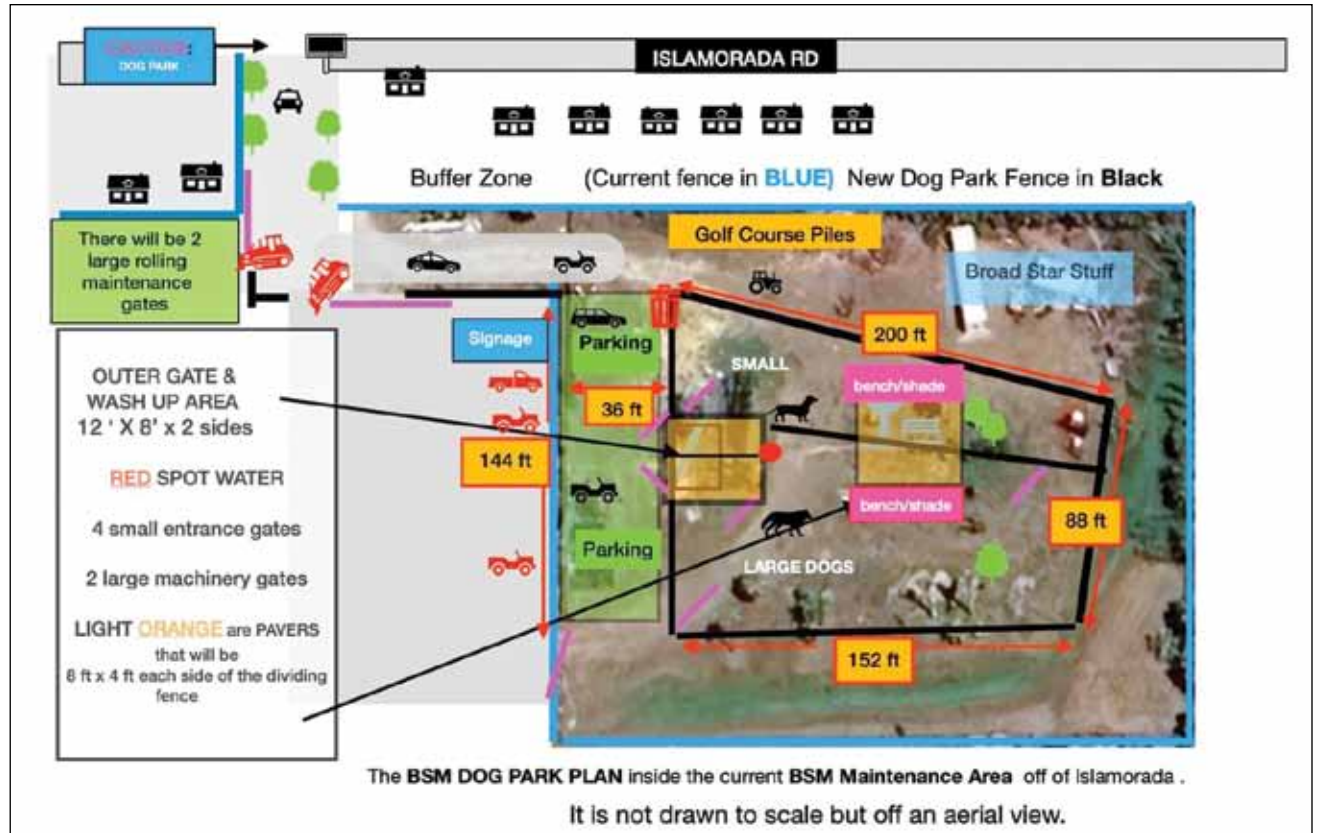 CAUTION:
DOG PARK
ISLAMORADA RD
Buffer Zone (Current fence in BLUE) New Dog Park Fence in Black
There will be 2
large rolling
maintenance
gates
Golf Course Piles
Broad Star Stuff
Signage
Parking
200 ft
SMALL
bench/shade
36 ft
144 ft
88 ft
bench/shade
Parking
LARGE DOGS
152 ft
OUTER GATE &
WASH UP AREA
12 ' X 8' x 2 sides
RED SPOT WATER
4 small entrance gates
2 large machinery gates
LIGHT ORANGE are PAVERS
that will be
8 ft x 4 ft each side of the dividing
fence
The BSM DOG PARK PLAN inside the current BSM Maintenance Area off of Islamorada .
It is not drawn to scale but off an aerial view.